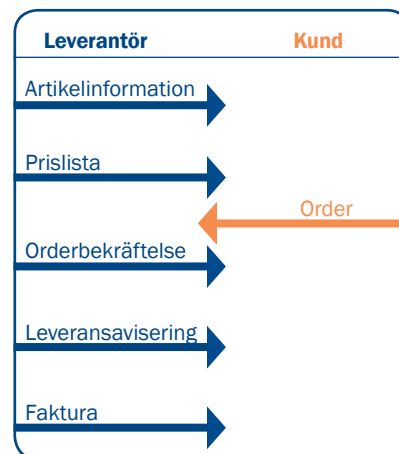 Leverantör Kund
Artikelinformation
Prislista
Order
Orderbekräftelse
Leveransavisering
Faktura